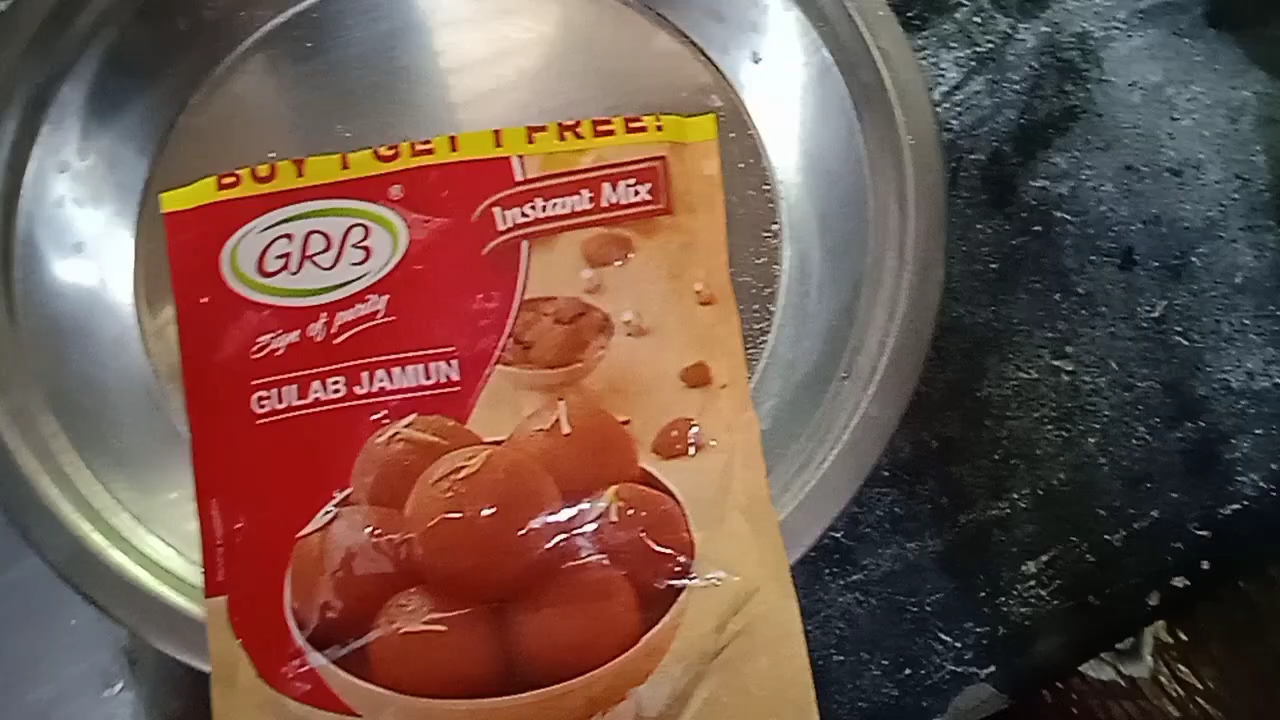 BUY 1 GET 1 FREE!
Instant Mix
GRB
®
Sign of purity
GULAB JAMUN